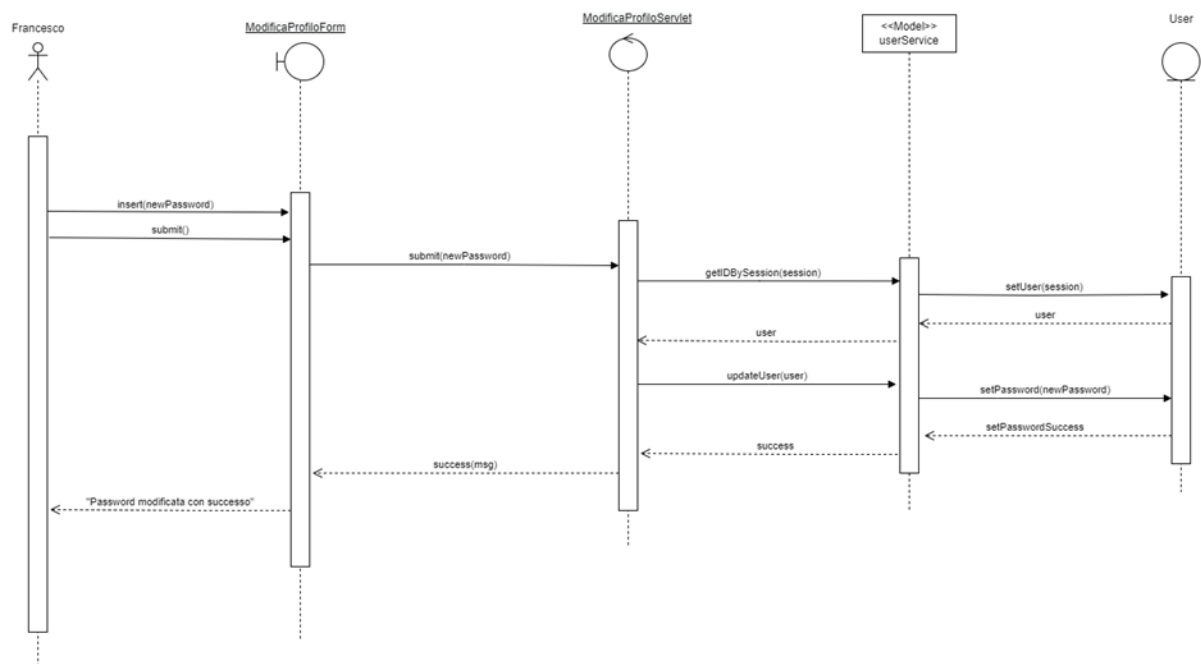 Francesco
ModificaProfiloForm
ModificaProfiloServlet
<<Model>>
userService
User
insert(newPassword)
submit()
submit(newPassword)
getIDBySession(session)
setUser(session)
user
user
updateUser(user)
setPassword(newPassword)
setPasswordSuccess
success
success(msg)
"Password modificata con successo"